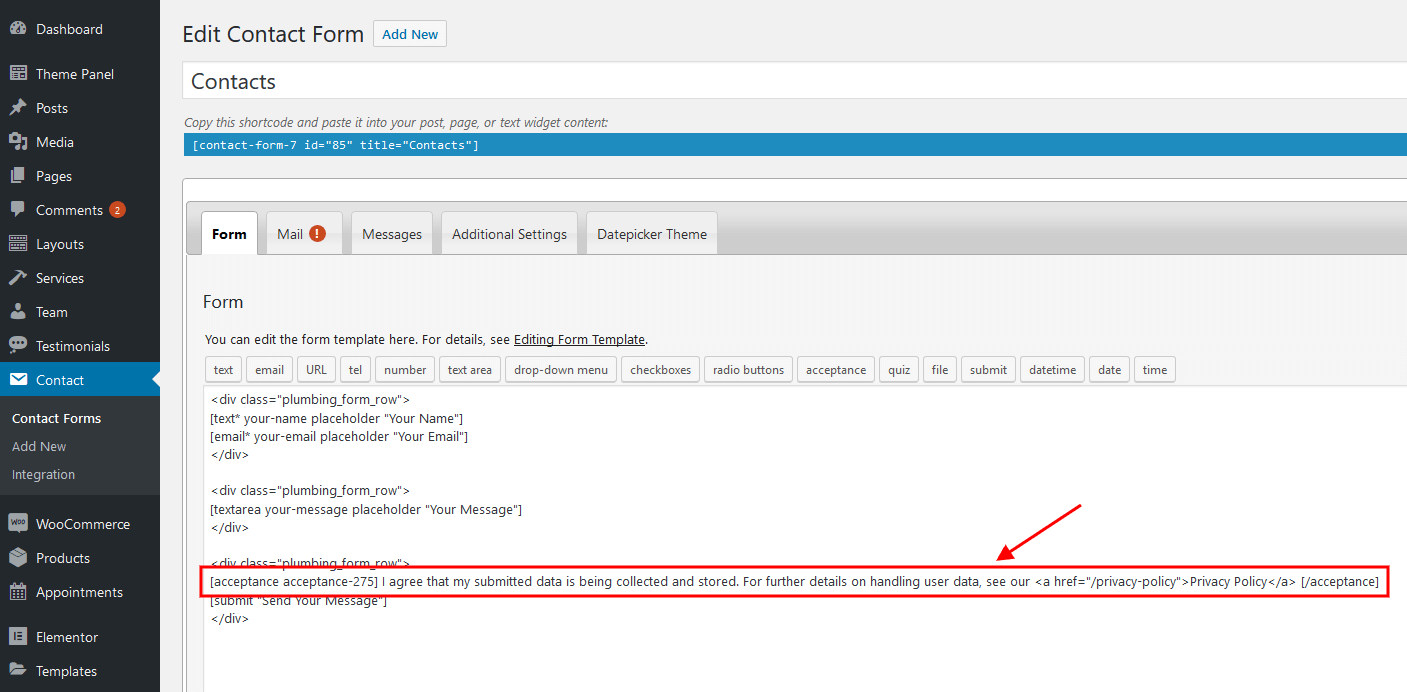 Dashboard
Theme Panel
Posts
Media
Pages
Comments 2
Layouts
Services
Team
Testimonials
Contact
Contact Forms
Add New
Integration
Woo WooCommerce
Products
Appointments
Elementor
Templates
Edit Contact Form Add New
Contacts
Copy this shortcode and paste it into your post, page, or text widget content:
[contact-form-7 id="85" title="Contacts"]
Form Mail ! Messages Additional Settings Datepicker Theme
Form
You can edit the form template here. For details, see Editing Form Template.
text email URL tel number text area drop-down menu checkboxes radio buttons acceptance quiz file submit datetime date time
<div class="plumbing_form_row">
[text* your-name placeholder "Your Name"]
[email* your-email placeholder "Your Email"]
</div>
<div class="plumbing_form_row">
[textarea your-message placeholder "Your Message"]
</div>
<div class="plumbing_form_row">
[acceptance acceptance-275] I agree that my submitted data is being collected and stored. For further details on handling user data, see our <a href="/privacy-policy">Privacy Policy</a> [/acceptance]
[submit "Send Your Message"]
</div>